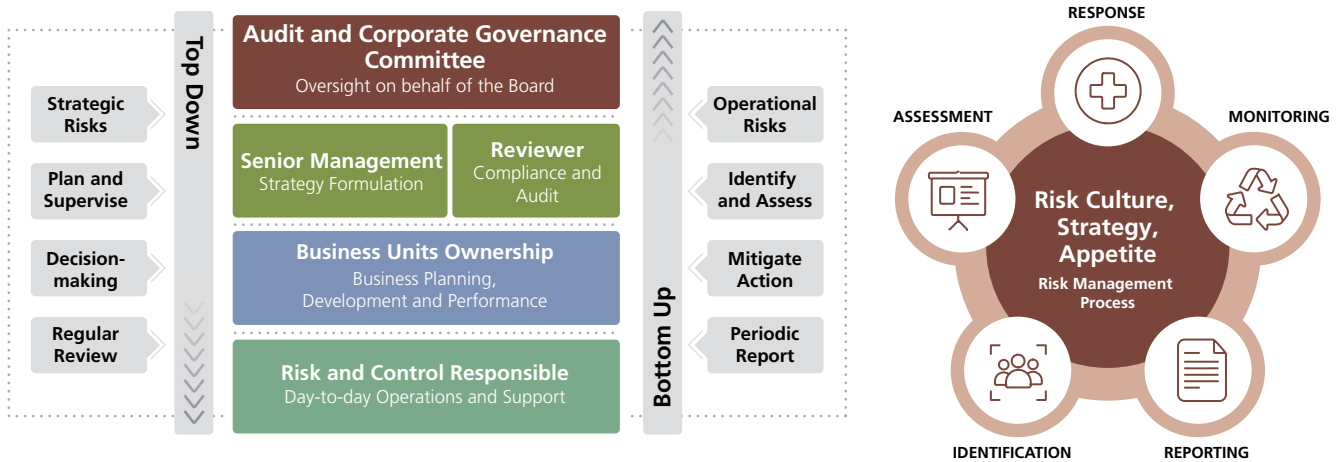 Top Down
Strategic
Risks
Plan and
Supervise
Decision-
making
Regular
Review
Audit and Corporate Governance
Committee
Oversight on behalf of the Board
Senior Management
Strategy Formulation
Reviewer
Compliance and
Audit
Business Units Ownership
Business Planning,
Development and Performance
Risk and Control Responsible
Day-to-day Operations and Support
Bottom Up
Operational
Risks
Identify
and Assess
Mitigate
Action
Periodic
Report
RESPONSE
ASSESSMENT
MONITORING
Risk Culture,
Strategy,
Appetite
Risk Management
Process
IDENTIFICATION
REPORTING